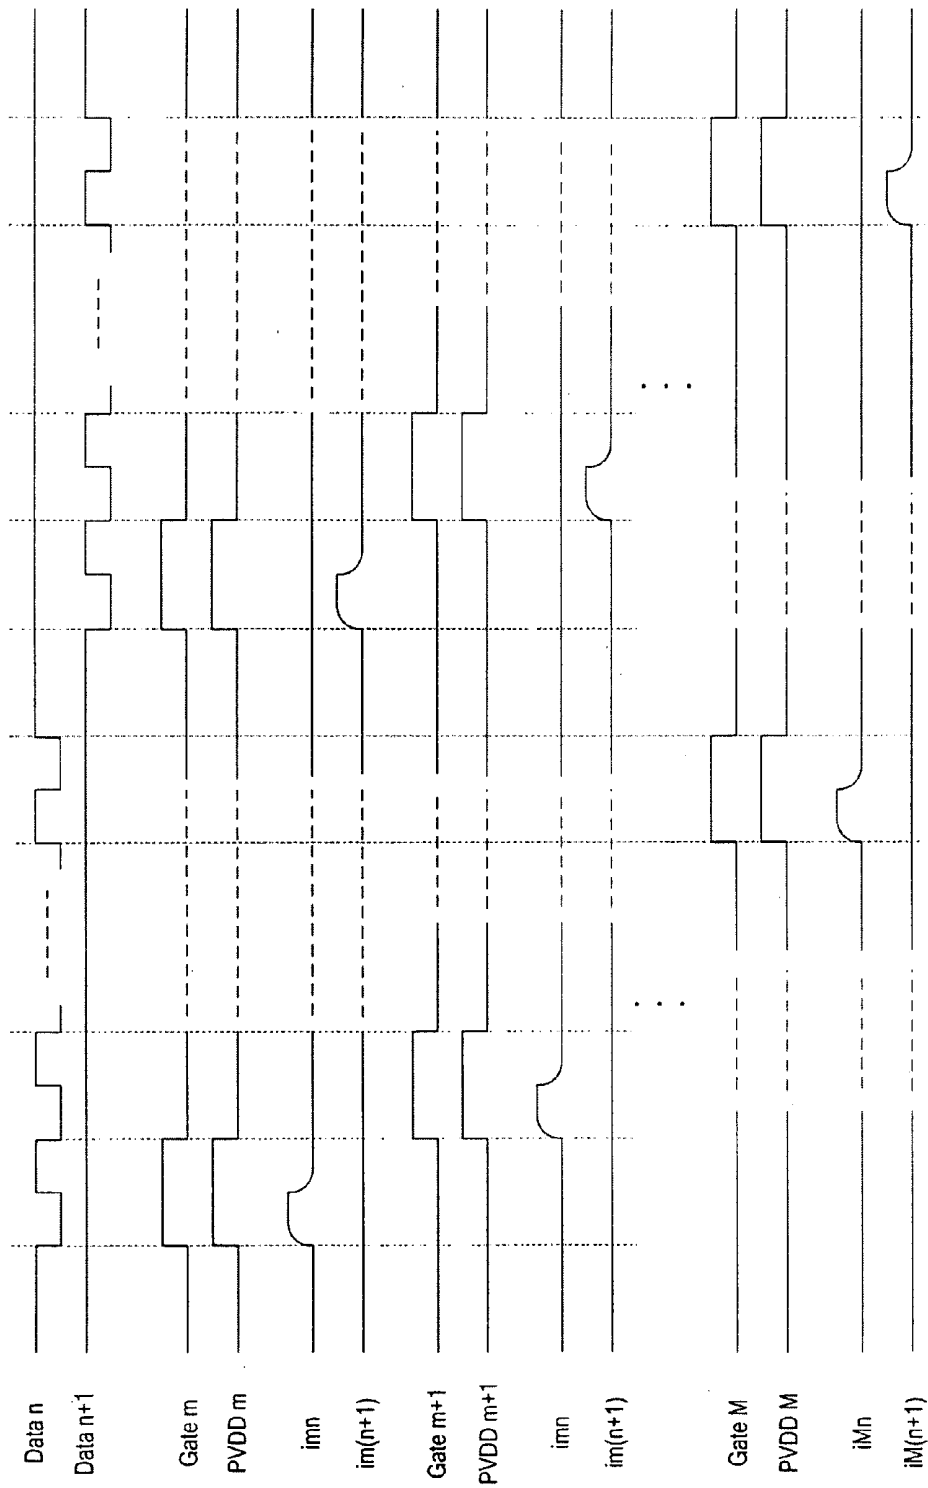 Data n
Data n+1
Gate m
PVDD m
imn
im(n+1)
Gate m+1
PVDD m+1
imn
im(n+1)
Gate M
PVDD M
iMn
iM(n+1)